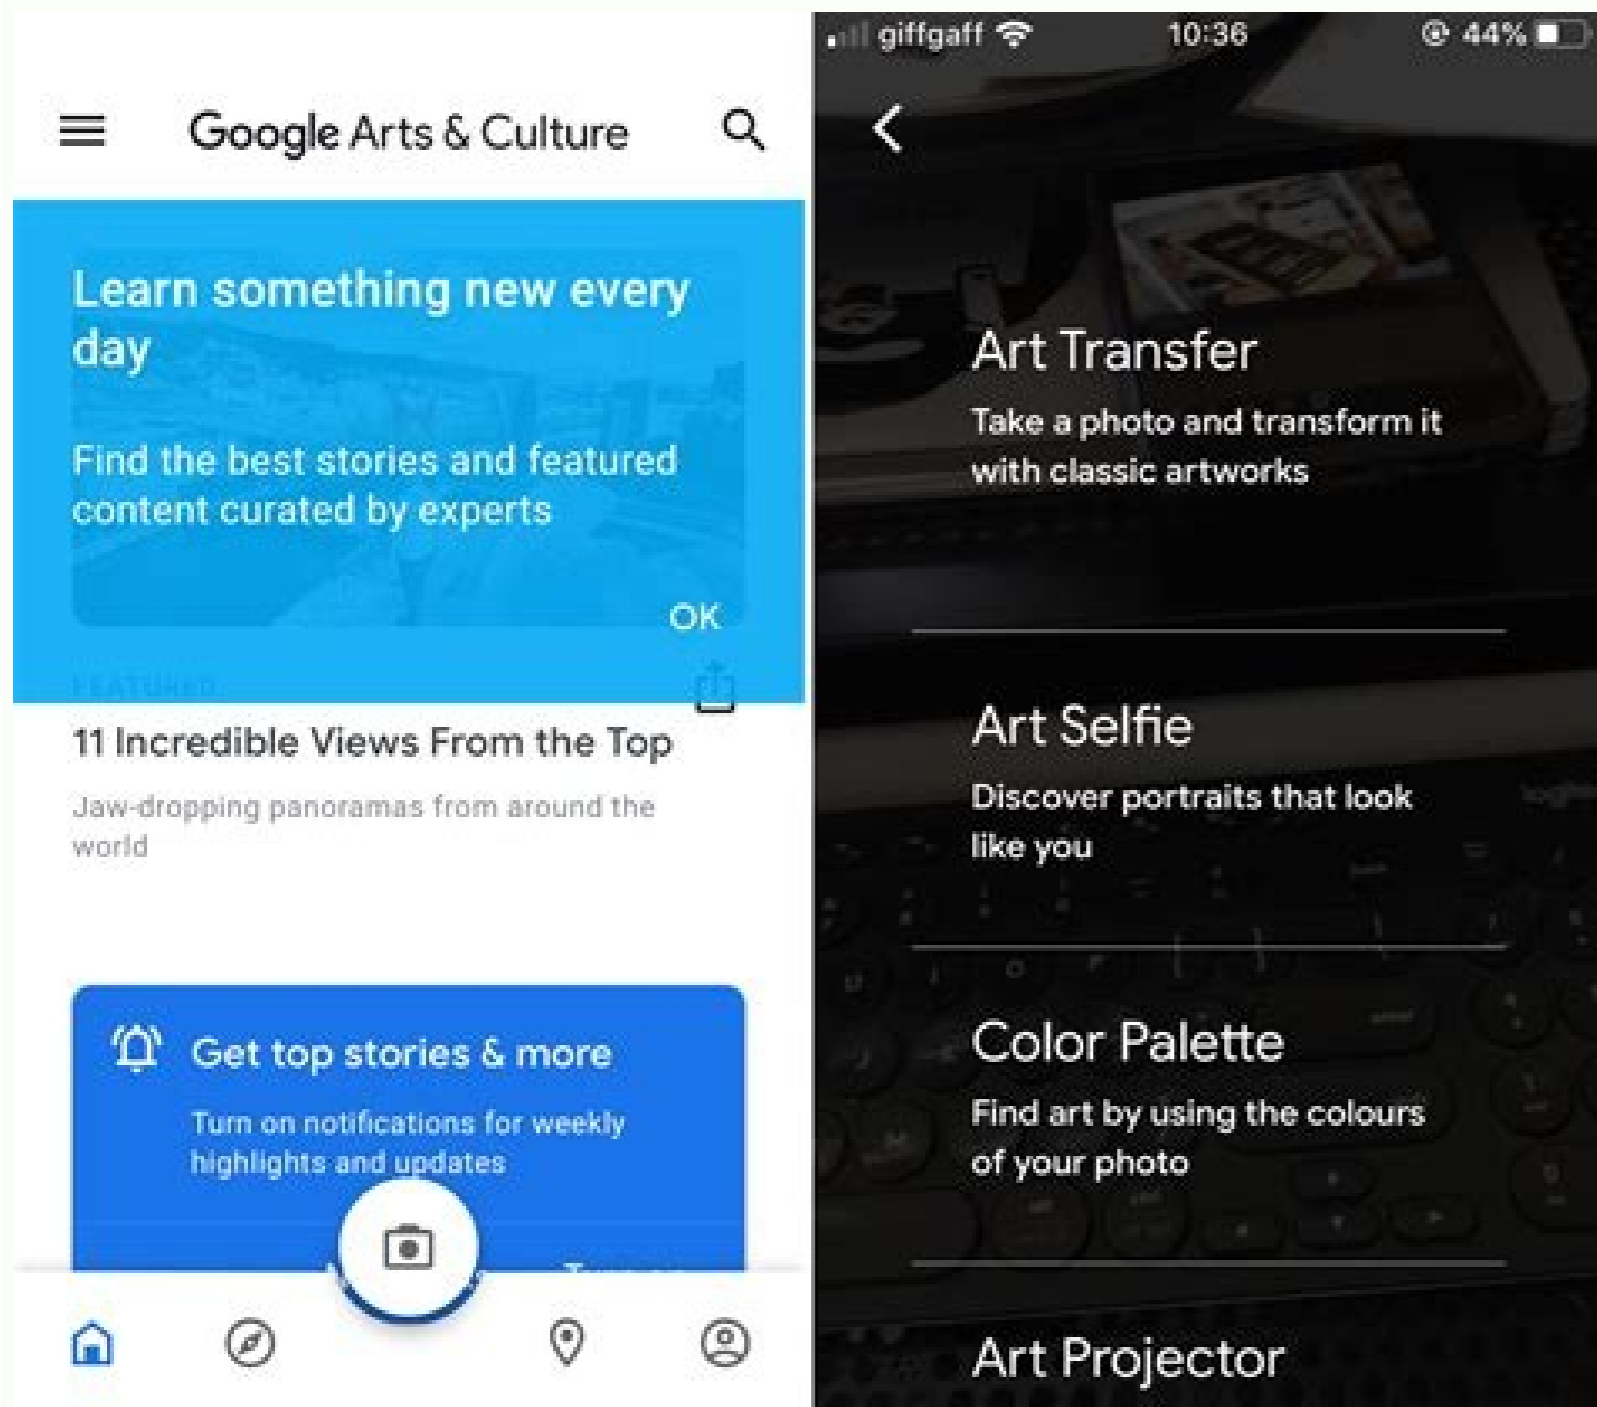 Google Arts & Culture
Learn something new every
day
Find the best stories and featured
content curated by experts
OK
FEATURED
11 Incredible Views From the Top
Jaw-dropping panoramas from around the
world
Get top stories & more
Turn on notifications for weekly
highlights and updates
giffgaff 10:36 44%
Art Transfer
Take a photo and transform it
with classic artworks
Art Selfie
Discover portraits that look
like you
Color Palette
Find art by using the colours
of your photo
Art Projector